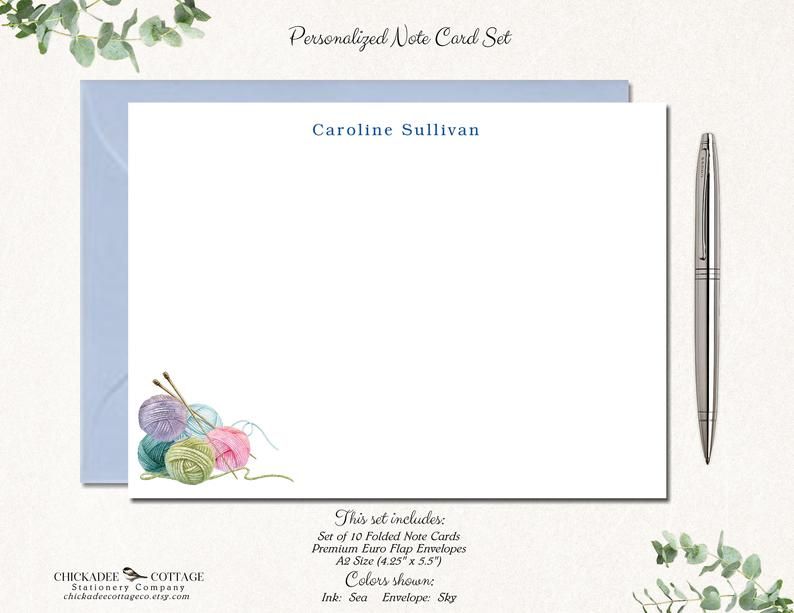 Personalized Note Card Set
Caroline Sullivan
This set includes:
Set of 10 Folded Note Cards
Premium Euro Flap Envelopes
A2 Size (4.25" x 5.5")
Colors shown:
Ink: Sea Envelope: Sky
CHICKADEE COTTAGE
Stationery Company
chickadeecottageco.etsy.com